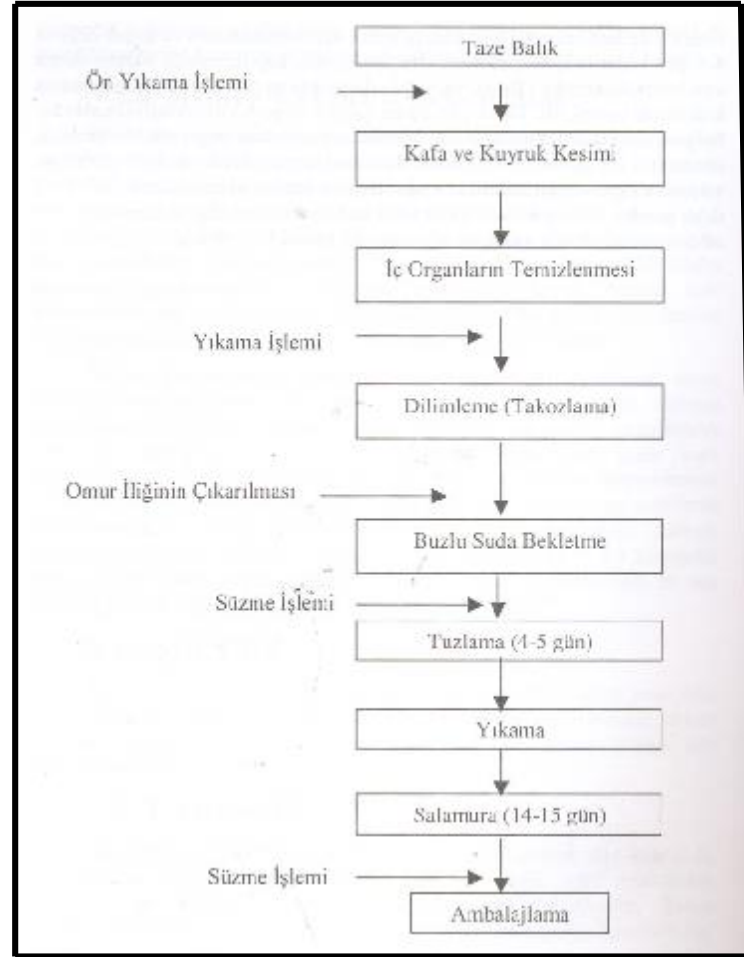 Taze Balık
Ör Yıkama İşlemi
Kafa ve Kuyruk Kesimi
İç Organların Temizlenmesi
Yıkama İşlemi
Dilimleme (Takozlama)
Omur İliğinin Çıkarılması
Buzlu Suda Bekletme
Süzme İşlemi
Tuzlama (4-5 gün)
Yıkama
Salamura (14-15 gün)
Süzme İşlemi
Ambalajlama